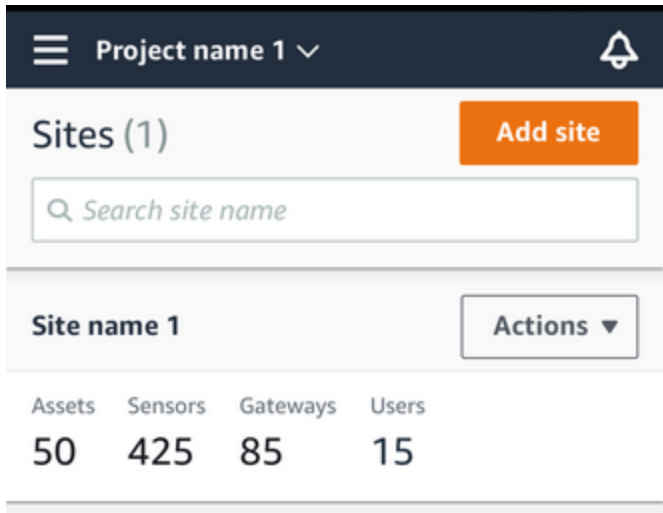 Project name 1
Sites (1)
Add site
Search site name
Site name 1
Actions
Assets Sensors Gateways Users
50 425 85 15